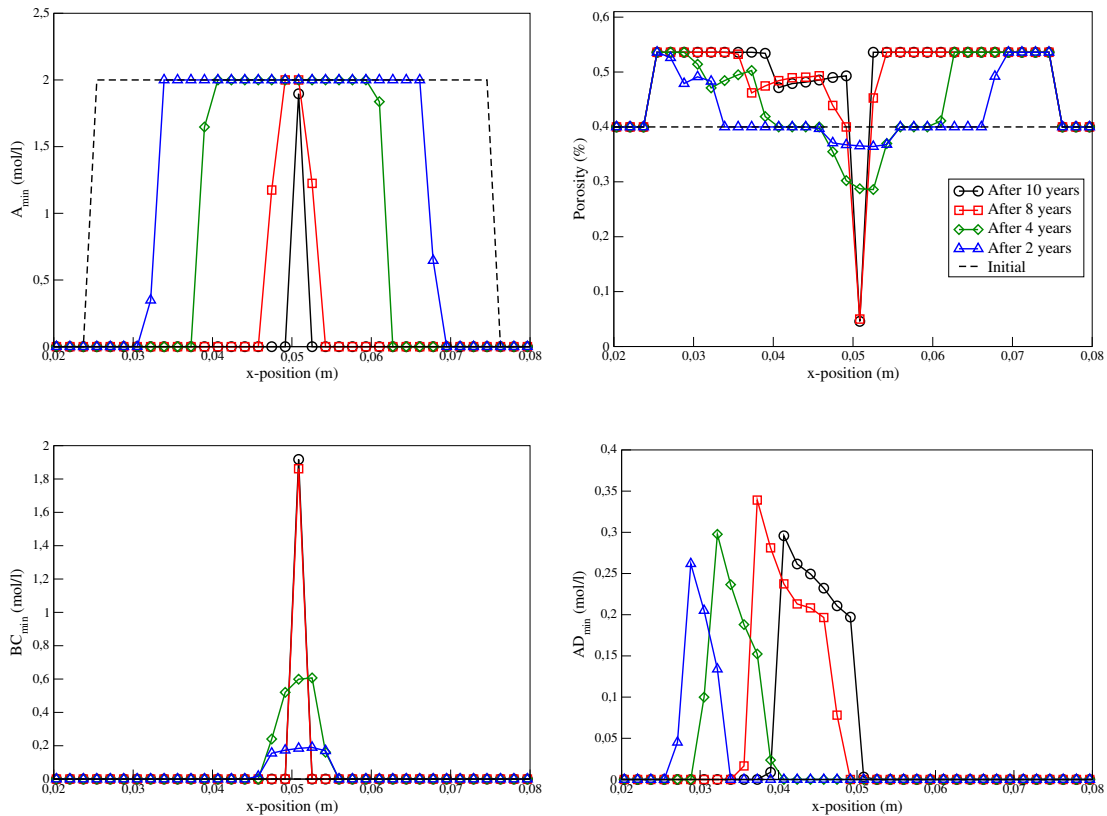 2,5
2
1,5
1
0,5
0
A_min (mol/l)
0,02 0,03 0,04 0,05 0,06 0,07 0,08
x-position (m)
0,6
0,5
0,4
0,3
0,2
0,1
0
Porosity (%)
After 10 years
After 8 years
After 4 years
After 2 years
Initial
0,02 0,03 0,04 0,05 0,06 0,07 0,08
x-position (m)
2
1,8
1,6
1,4
1,2
1
0,8
0,6
0,4
0,2
0
BC_min (mol/l)
0,02 0,03 0,04 0,05 0,06 0,07 0,08
x-position (m)
0,4
0,35
0,3
0,25
0,2
0,15
0,1
0,05
0
AD_min (mol/l)
0,02 0,03 0,04 0,05 0,06 0,07 0,08
x-position (m)